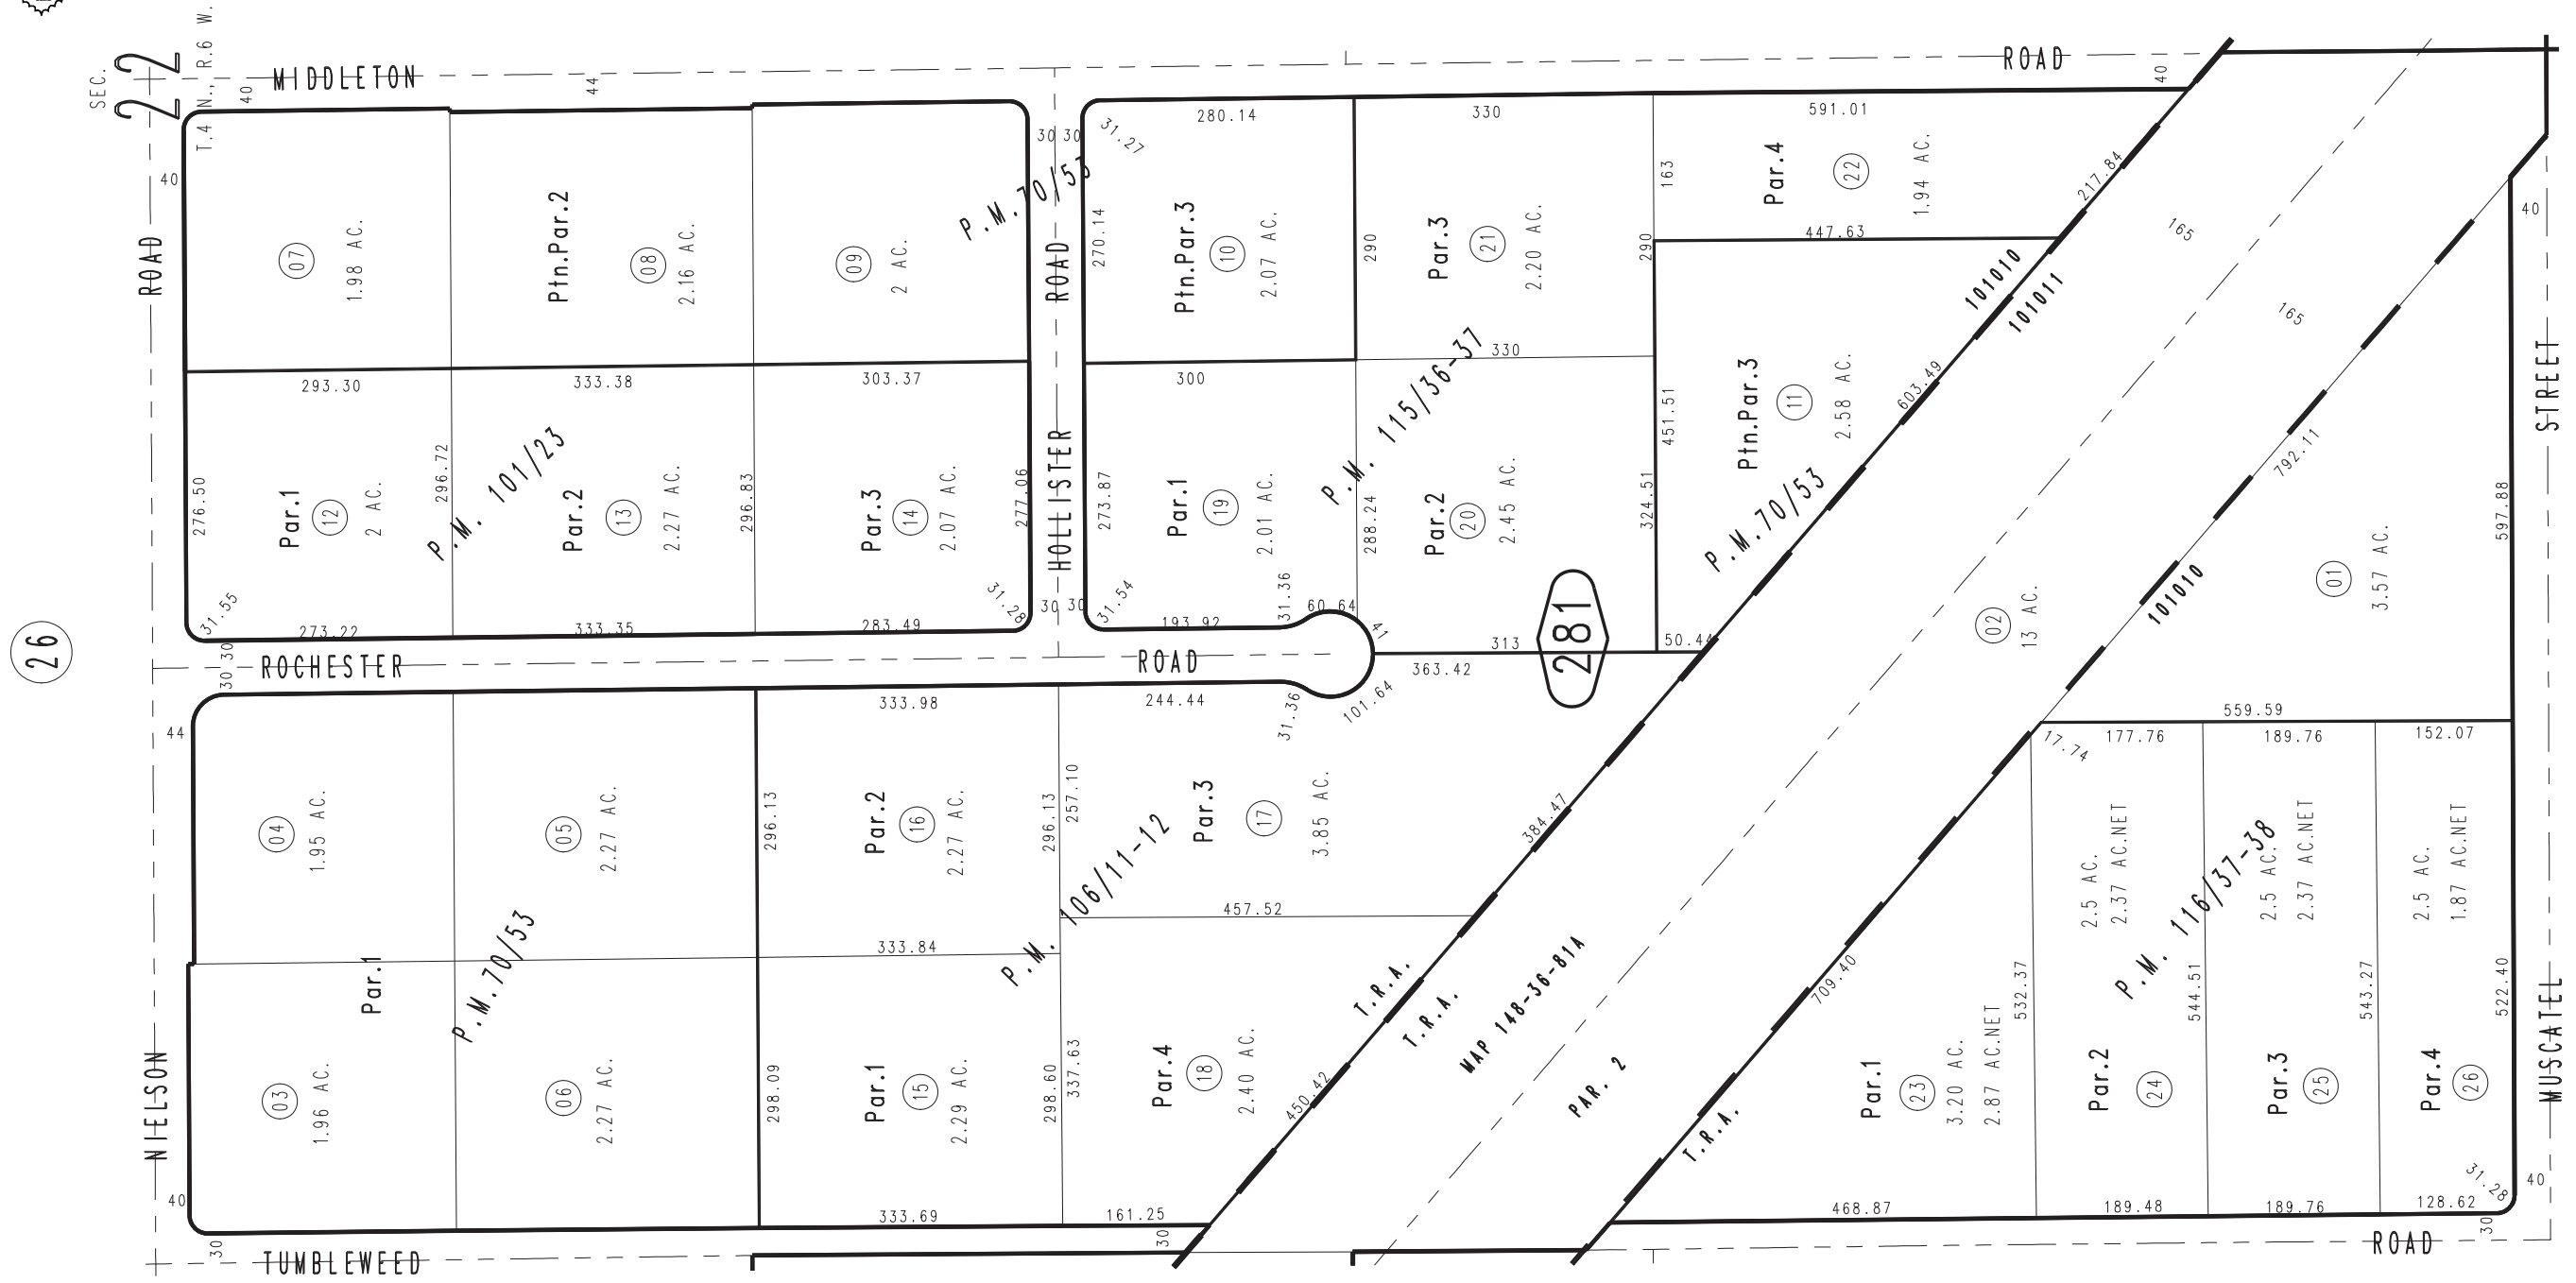 SEC. 22
T.4 N., R.6 W.
MIDDLETON
ROAD
40
44
40
40
ROAD
07
1.98 AC.
Ptn.Par.2
08
2.16 AC.
09
2 AC.
P.M.70/53
30 30
31.27
280.14
330
591.01
270.14
Ptn.Par.3
10
2.07 AC.
290
Par.3
21
2.20 AC.
290
163
Par.4
22
1.94 AC.
217.84
447.63
165
165
40
101010
101011
ROAD
293.30
333.38
303.37
300
330
276.50
Par.1
12
2 AC.
296.72
P.M. 101/23
Par.2
13
2.27 AC.
296.83
Par.3
14
2.07 AC.
277.06
HOLLISTER
273.87
Par.1
19
2.01 AC.
P.M. 115/36-37
288.24
Par.2
20
2.45 AC.
324.51
451.51
Ptn.Par.3
11
2.58 AC.
603.49
P.M.70/53
792.11
STREET
597.88
01
3.57 AC.
101010
02
13 AC.
281
31.55
273.22
333.35
283.49
31.28
30 30
31.54
193.92
31.36
60.64
41
313
50.44
363.42
26
30 30
ROCHESTER
ROAD
44
333.98
244.44
31.36
101.64
559.59
17.74
177.76
189.76
152.07
04
1.95 AC.
05
2.27 AC.
296.13
Par.2
16
2.27 AC.
296.13
257.10
Par.3
17
3.85 AC.
384.47
333.84
457.52
P.M. 106/11-12
Par.1
P.M.70/53
NIELSON
03
1.96 AC.
06
2.27 AC.
298.09
Par.1
15
2.29 AC.
298.60
337.63
Par.4
18
2.40 AC.
450.42
T.R.A.
T.R.A.
MAP 148-36-81A
PAR. 2
T.R.A.
709.40
Par.1
23
3.20 AC.
2.87 AC.NET
532.37
2.5 AC.
2.37 AC.NET
Par.2
24
544.51
P.M. 116/37-38
2.5 AC.
2.37 AC.NET
Par.3
25
543.27
2.5 AC.
1.87 AC.NET
Par.4
26
522.40
MUSCATEL
31.28
40
40
333.69
161.25
468.87
189.48
189.76
128.62
30
30
30
TUMBLEWEED
ROAD